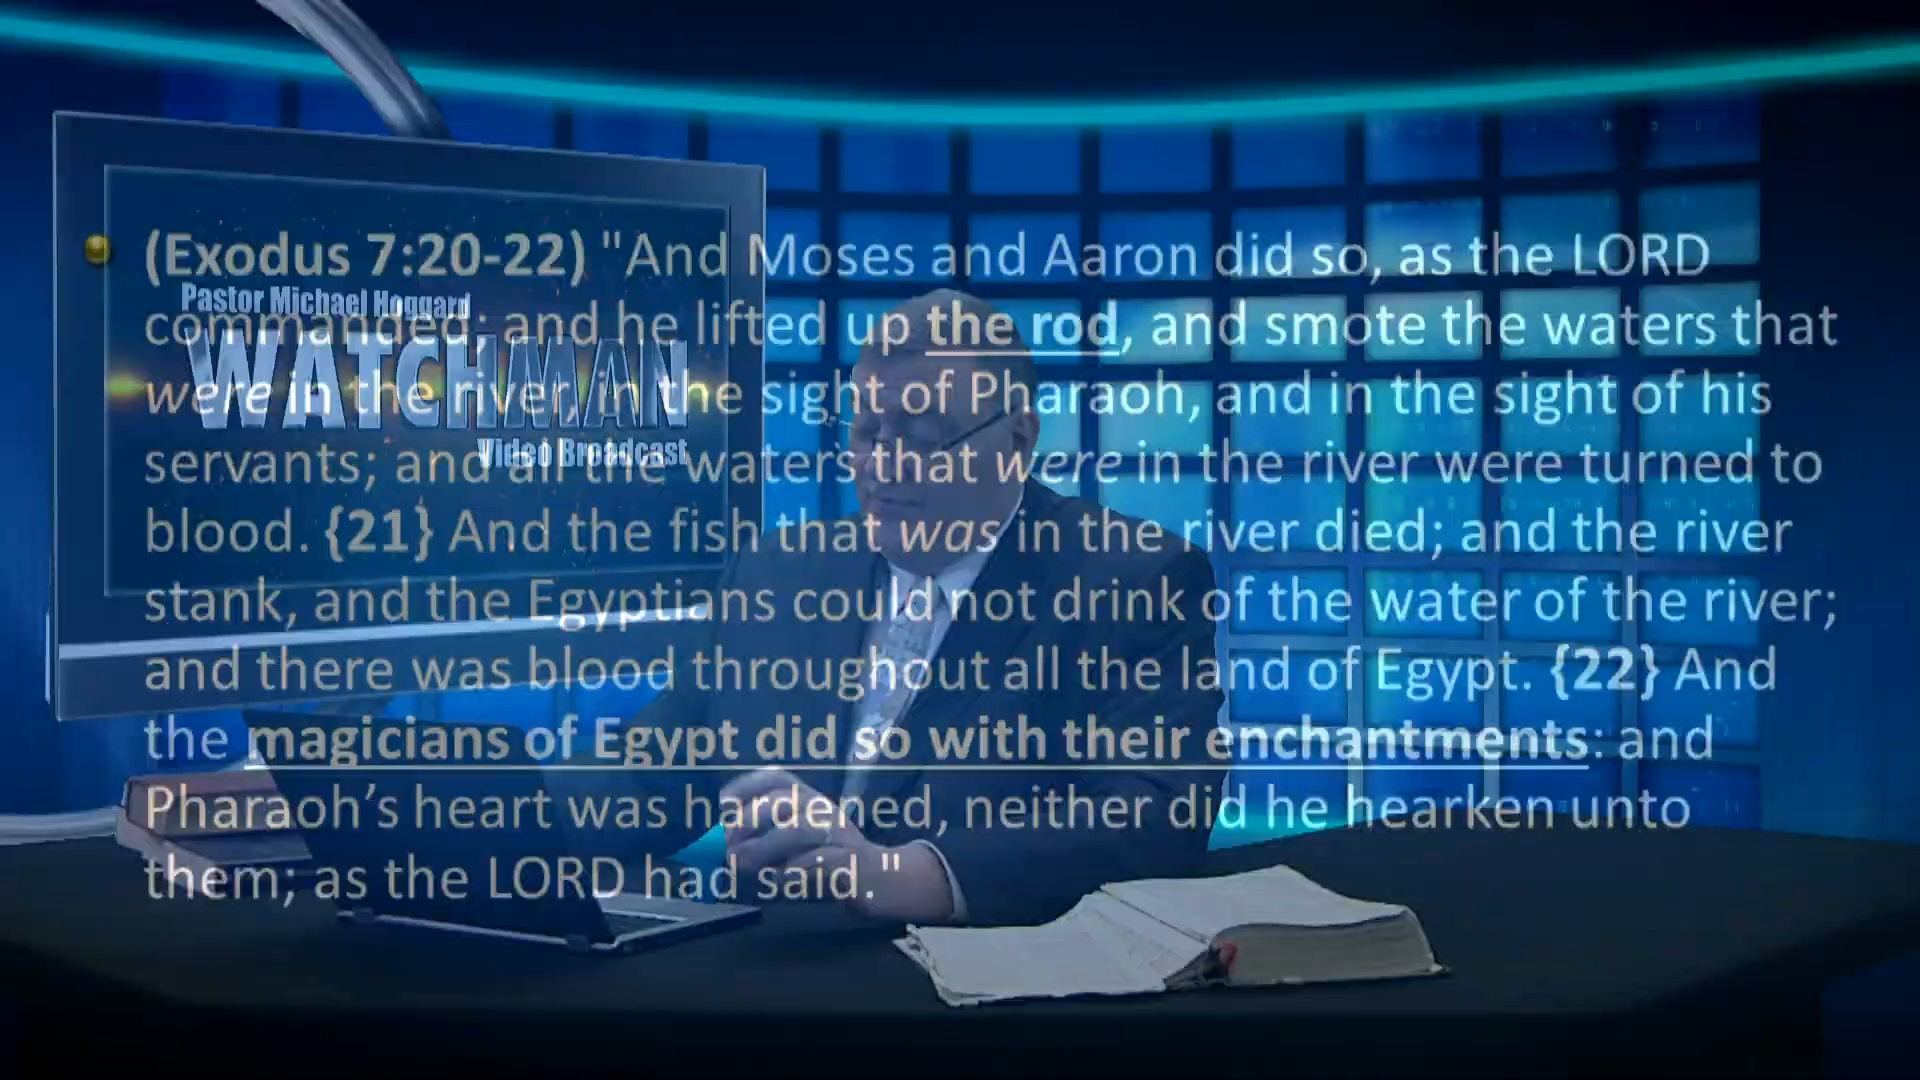 (Exodus 7:20-22) "And Moses and Aaron did so, as the LORD
commanded; and he lifted up the rod, and smote the waters that
were in the river, in the sight of Pharaoh, and in the sight of his
servants; and all the waters that were in the river were turned to
blood. {21} And the fish that was in the river died; and the river
stank, and the Egyptians could not drink of the water of the river;
and there was blood throughout all the land of Egypt. {22} And
the magicians of Egypt did so with their enchantments: and
Pharaoh's heart was hardened, neither did he hearken unto
them; as the LORD had said."
Pastor Michael Hoggard
WATCHMAN
Video Broadcast